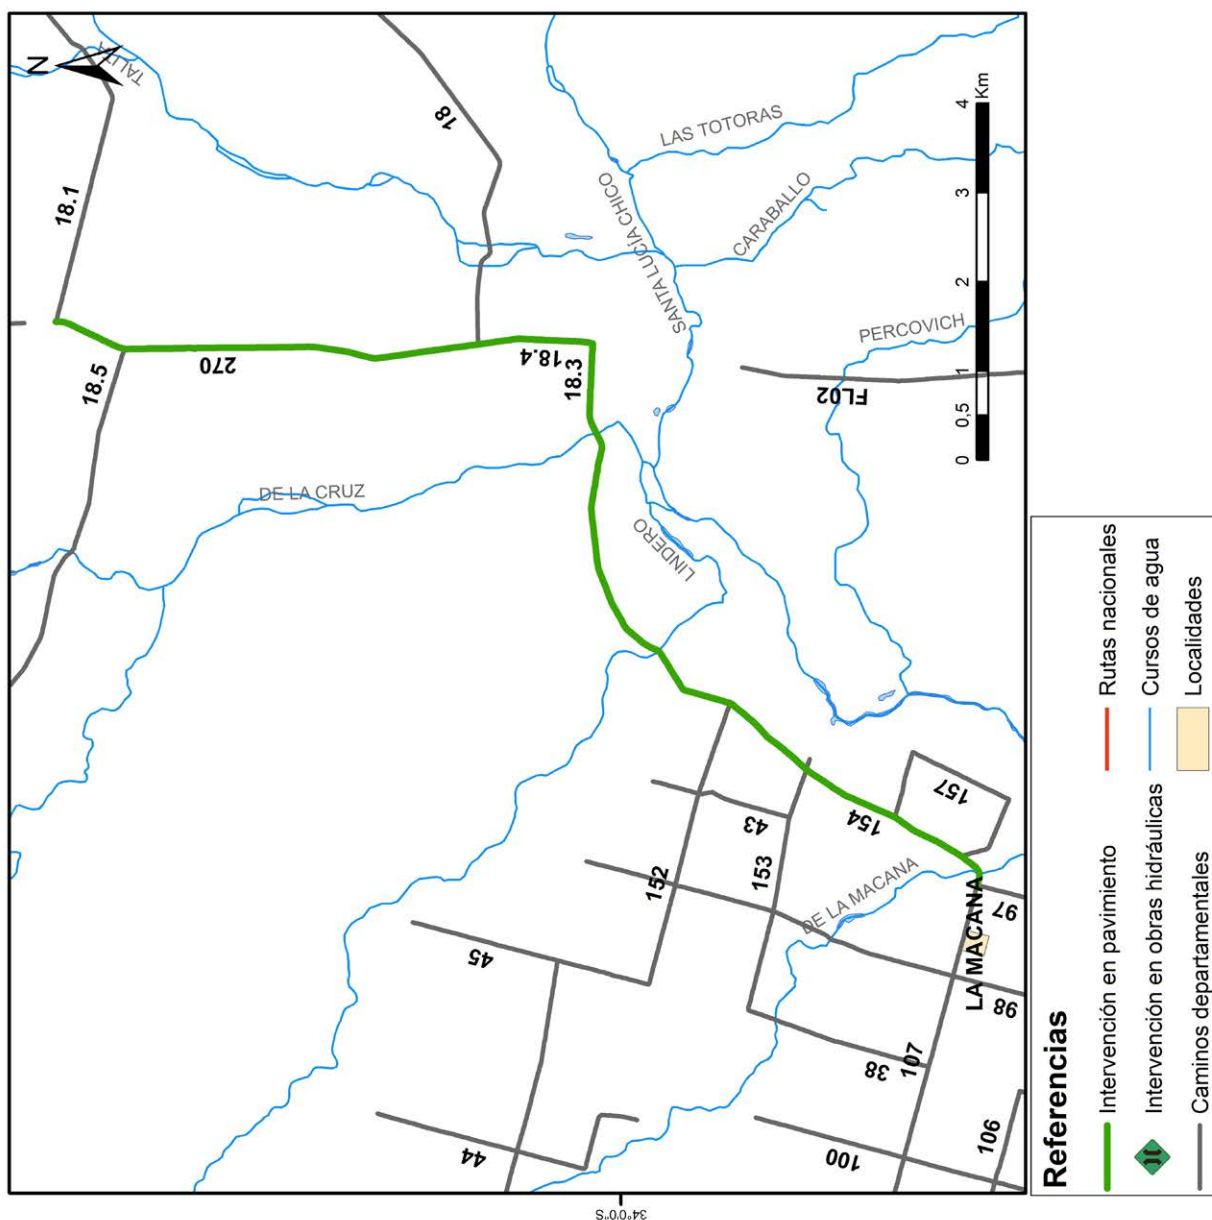 N
TALITA
18.1
18
18.5
270
18.4
18.3
LAS TOTORAS
SANTA LUCÍA CHICO
CARABALLO
PERCOVICH
FL02
DE LA CRUZ
LINDERO
152
43
153
154
157
45
DE LA MACANA
LA MACANA
97
98
38
107
44
100
106
0 0,5 1 2 3 4
Km
34°0'0"S
Referencias
Intervención en pavimento
Intervención en obras hidráulicas
Caminos departamentales
Rutas nacionales
Cursos de agua
Localidades